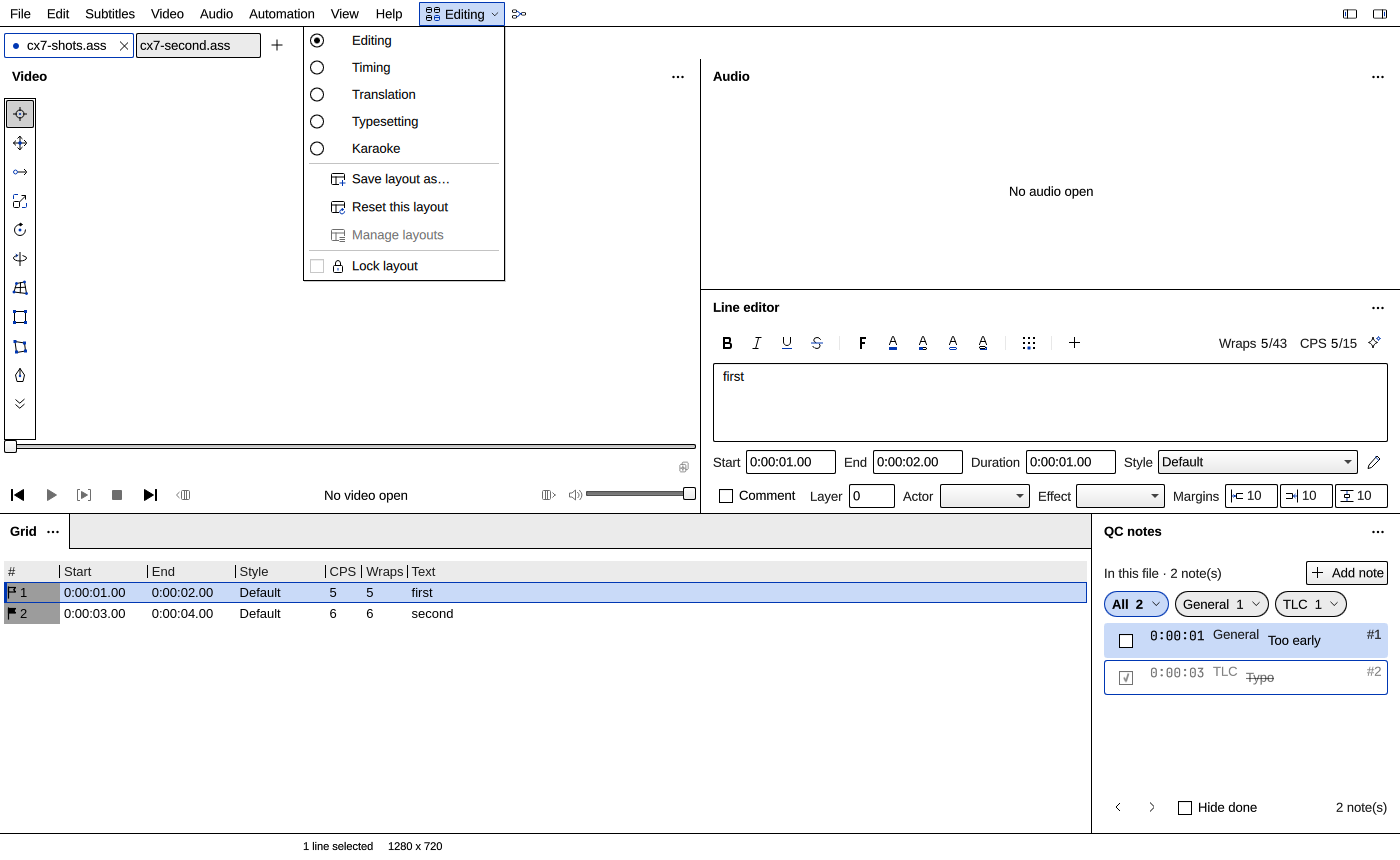 File Edit Subtitles Video Audio Automation View Help Editing
cx7-shots.ass cx7-second.ass
Editing
Timing
Translation
Typesetting
Karaoke
Save layout as…
Reset this layout
Manage layouts
Lock layout
Video
No video open
Audio
No audio open
Line editor
B I U S F A A A A Wraps 5/43 CPS 5/15
first
Start 0:00:01.00 End 0:00:02.00 Duration 0:00:01.00 Style Default
Comment Layer 0 Actor Effect Margins 10 10 10
Grid
# Start End Style CPS Wraps Text
1 0:00:01.00 0:00:02.00 Default 5 5 first
2 0:00:03.00 0:00:04.00 Default 6 6 second
QC notes
In this file · 2 note(s) Add note
All 2 General 1 TLC 1
0:00:01 General Too early #1
0:00:03 TLC Typo #2
Hide done 2 note(s)
1 line selected 1280 x 720